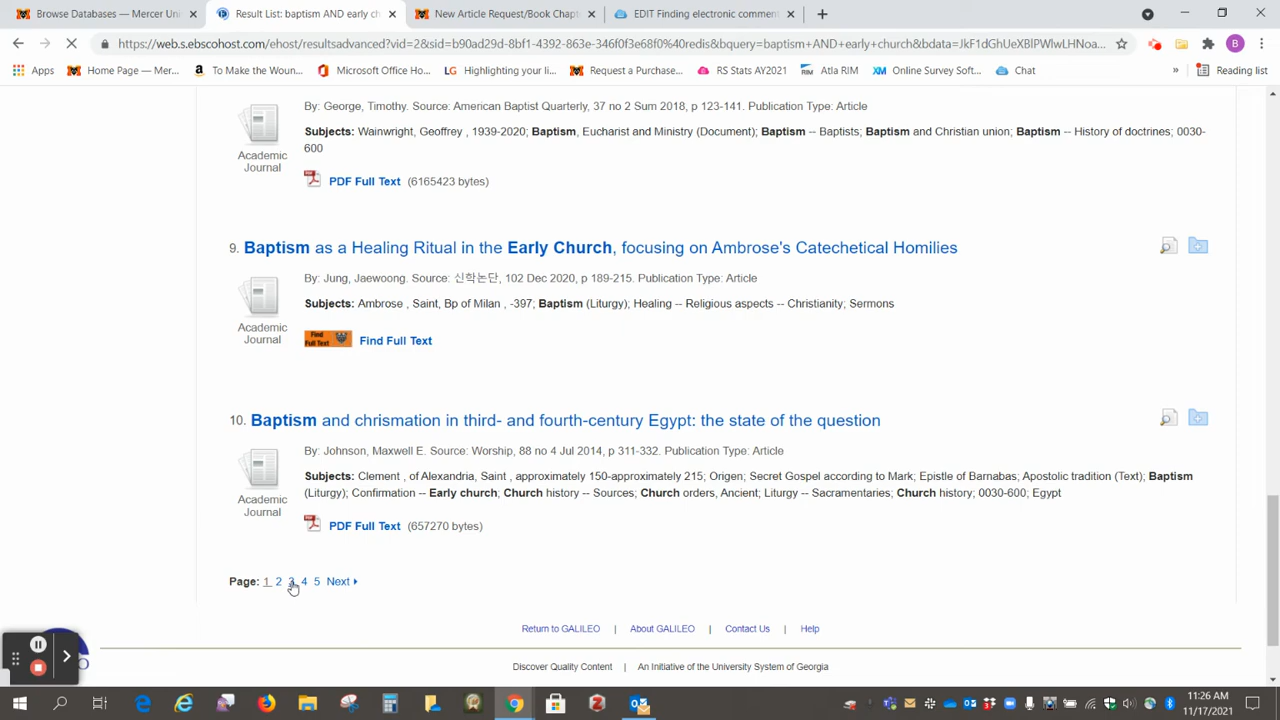 Browse Databases - Mercer Uni
Result List: baptism AND early ch
New Article Request/Book Chapt
EDIT Finding electronic comment
https://web.s.ebscohost.com/ehost/resultsadvanced?vid=2&sid=b90ad29d-8bf1-4392-863e-346f0f3e68f0%40redis&bquery=baptism+AND+early+church&bdata=JkF1dGhUeXBlPWlwLHNoa...
B
Apps
Home Page — Mer...
To Make the Woun...
Microsoft Office Ho...
LG Highlighting your li...
Request a Purchase...
RS Stats AY2021
RIM Atla RIM
XM Online Survey Sof...
Chat
»
Reading list
By: George, Timothy. Source: American Baptist Quarterly, 37 no 2 Sum 2018, p 123-141. Publication Type: Article
Academic Journal
Subjects: Wainwright, Geoffrey , 1939-2020; Baptism, Eucharist and Ministry (Document); Baptism -- Baptists; Baptism and Christian union; Baptism -- History of doctrines; 0030-
600
PDF Full Text (6165423 bytes)
9. Baptism as a Healing Ritual in the Early Church, focusing on Ambrose's Catechetical Homilies
By: Jung, Jaewoong. Source: 신학논단, 102 Dec 2020, p 189-215. Publication Type: Article
Subjects: Ambrose , Saint, Bp of Milan , -397; Baptism (Liturgy); Healing -- Religious aspects -- Christianity; Sermons
Academic
Journal
Find
Full Text
Find Full Text
10. Baptism and chrismation in third- and fourth-century Egypt: the state of the question
By: Johnson, Maxwell E. Source: Worship, 88 no 4 Jul 2014, p 311-332. Publication Type: Article
Subjects: Clement , of Alexandria, Saint , approximately 150-approximately 215; Origen; Secret Gospel according to Mark; Epistle of Barnabas; Apostolic tradition (Text); Baptism
(Liturgy); Confirmation -- Early church; Church history -- Sources; Church orders, Ancient; Liturgy -- Sacramentaries; Church history; 0030-600; Egypt
Academic
Journal
PDF Full Text (657270 bytes)
Page: 1 2 3 4 5 Next
Return to GALILEO | About GALILEO | Contact Us | Help
Discover Quality Content | An Initiative of the University System of Georgia
11:26 AM
11/17/2021